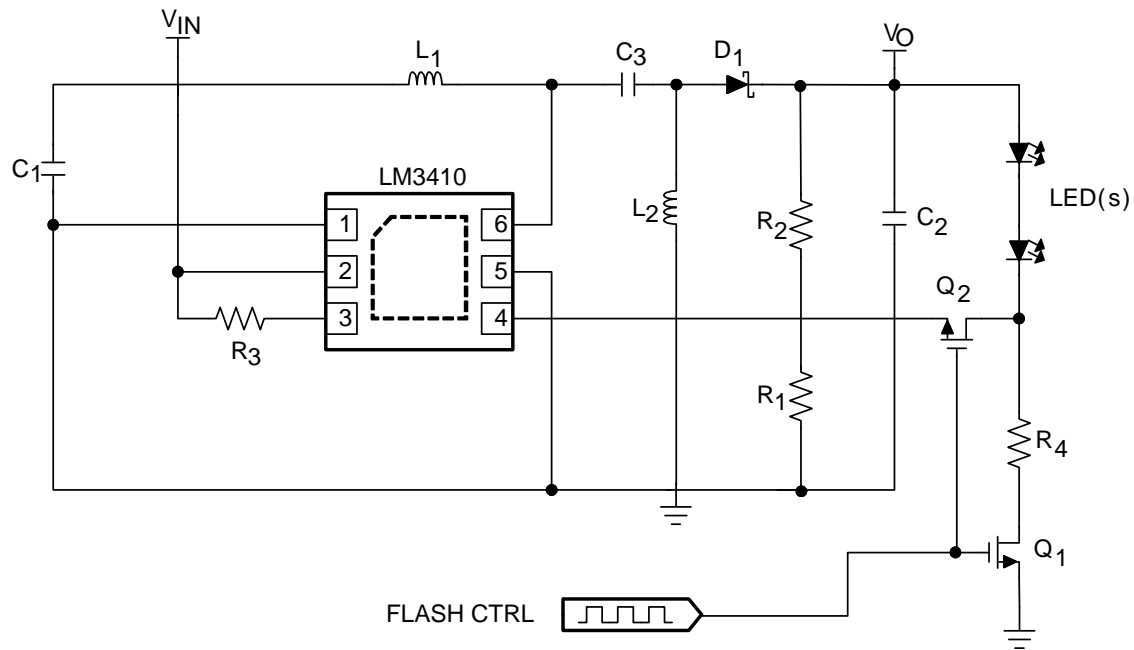 VIN
L1
C3
D1
VO
C1
LM3410
LED(s)
1
6
L2
R2
C2
2
5
Q2
3
4
R3
R1
R4
Q1
FLASH CTRL